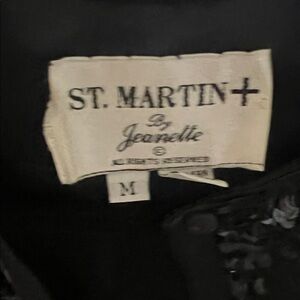 ST. MARTIN+
By
Jeanette
©
ALL RIGHTS RESERVED
M